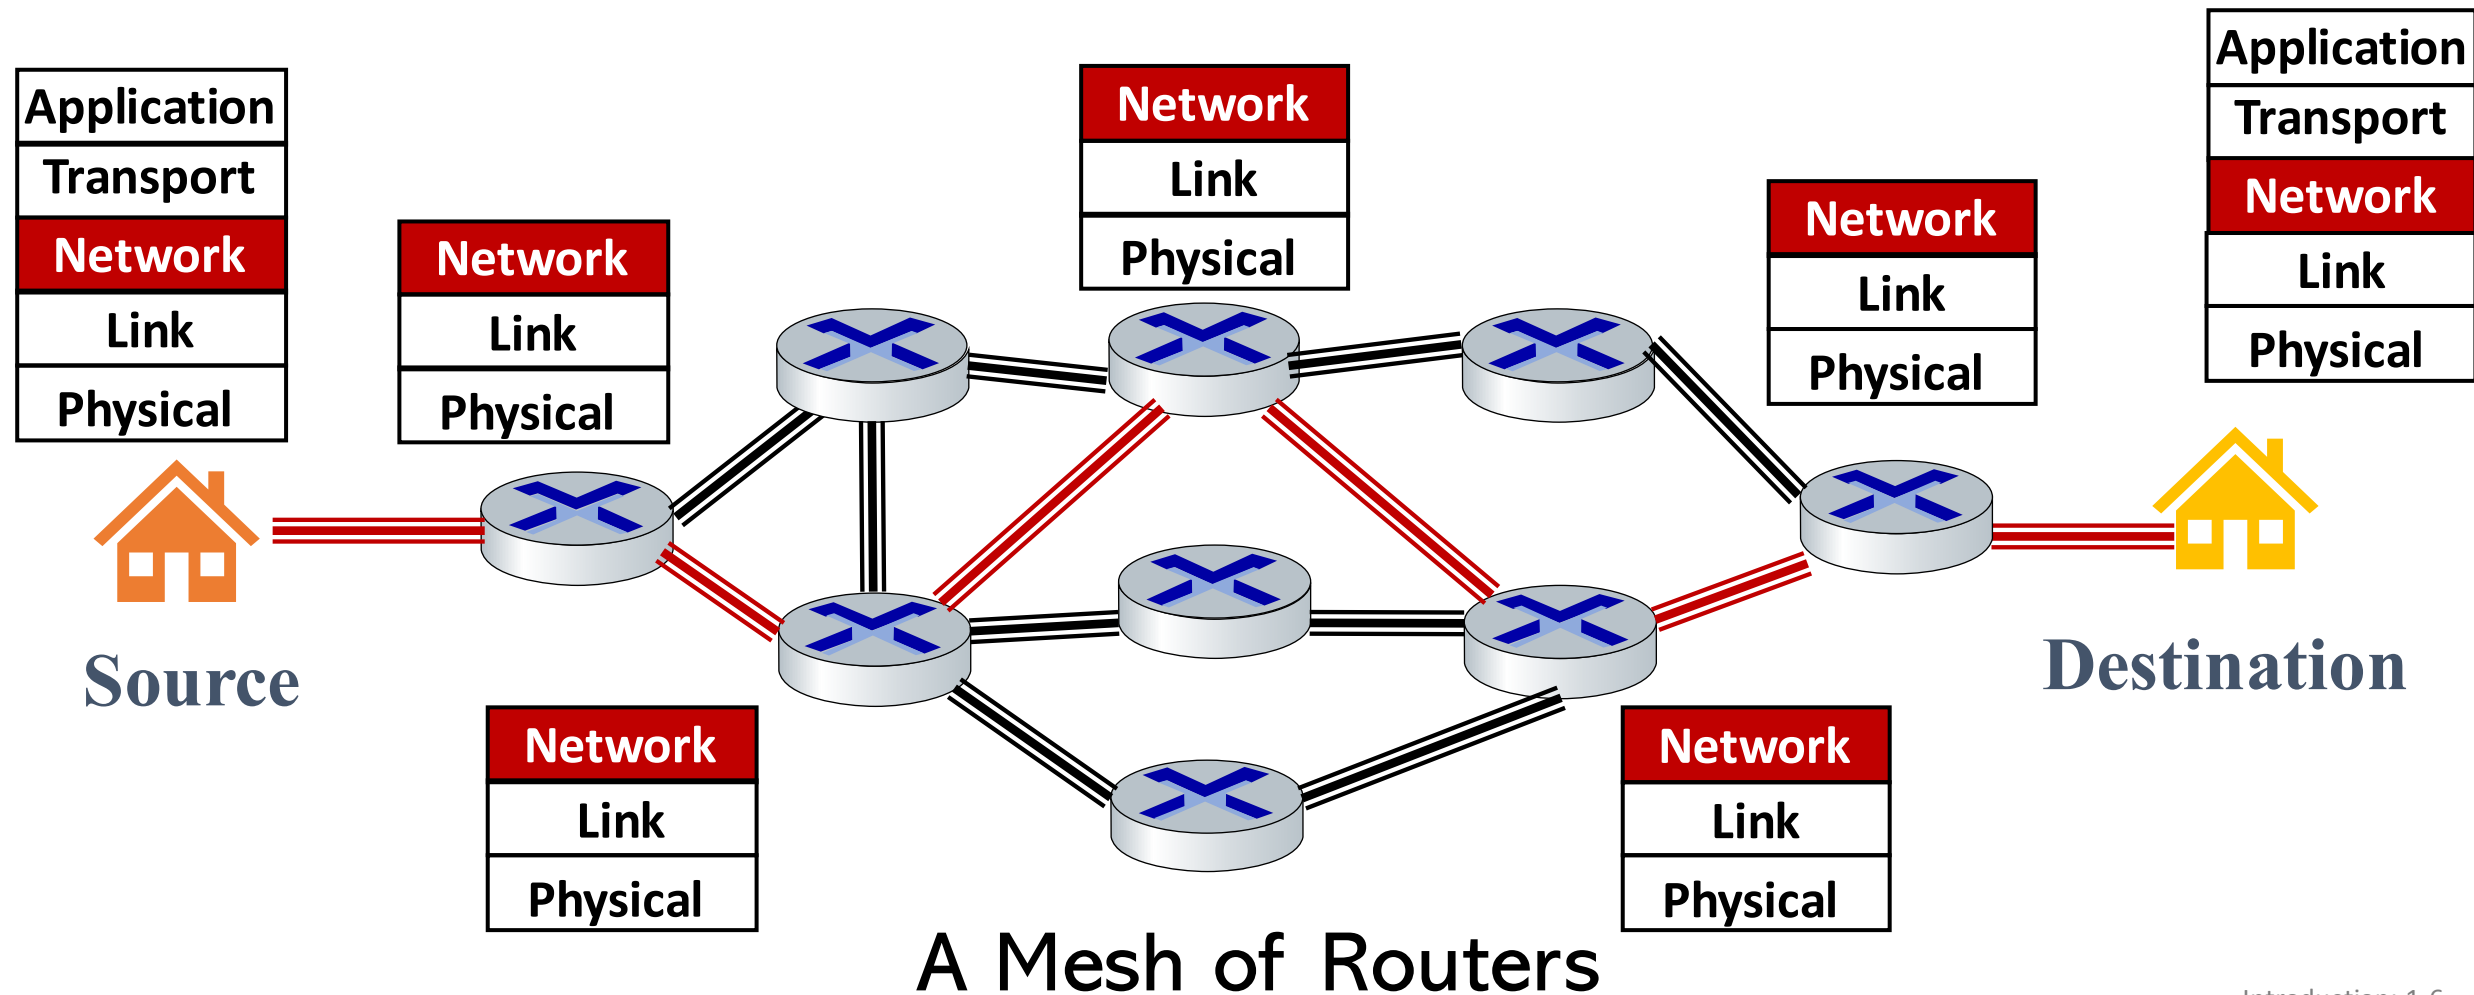 Application
Transport
Network
Link
Physical
Source
Network
Link
Physical
Network
Link
Physical
Network
Link
Physical
Network
Link
Physical
Network
Link
Physical
Application
Transport
Network
Link
Physical
Destination
A Mesh of Routers